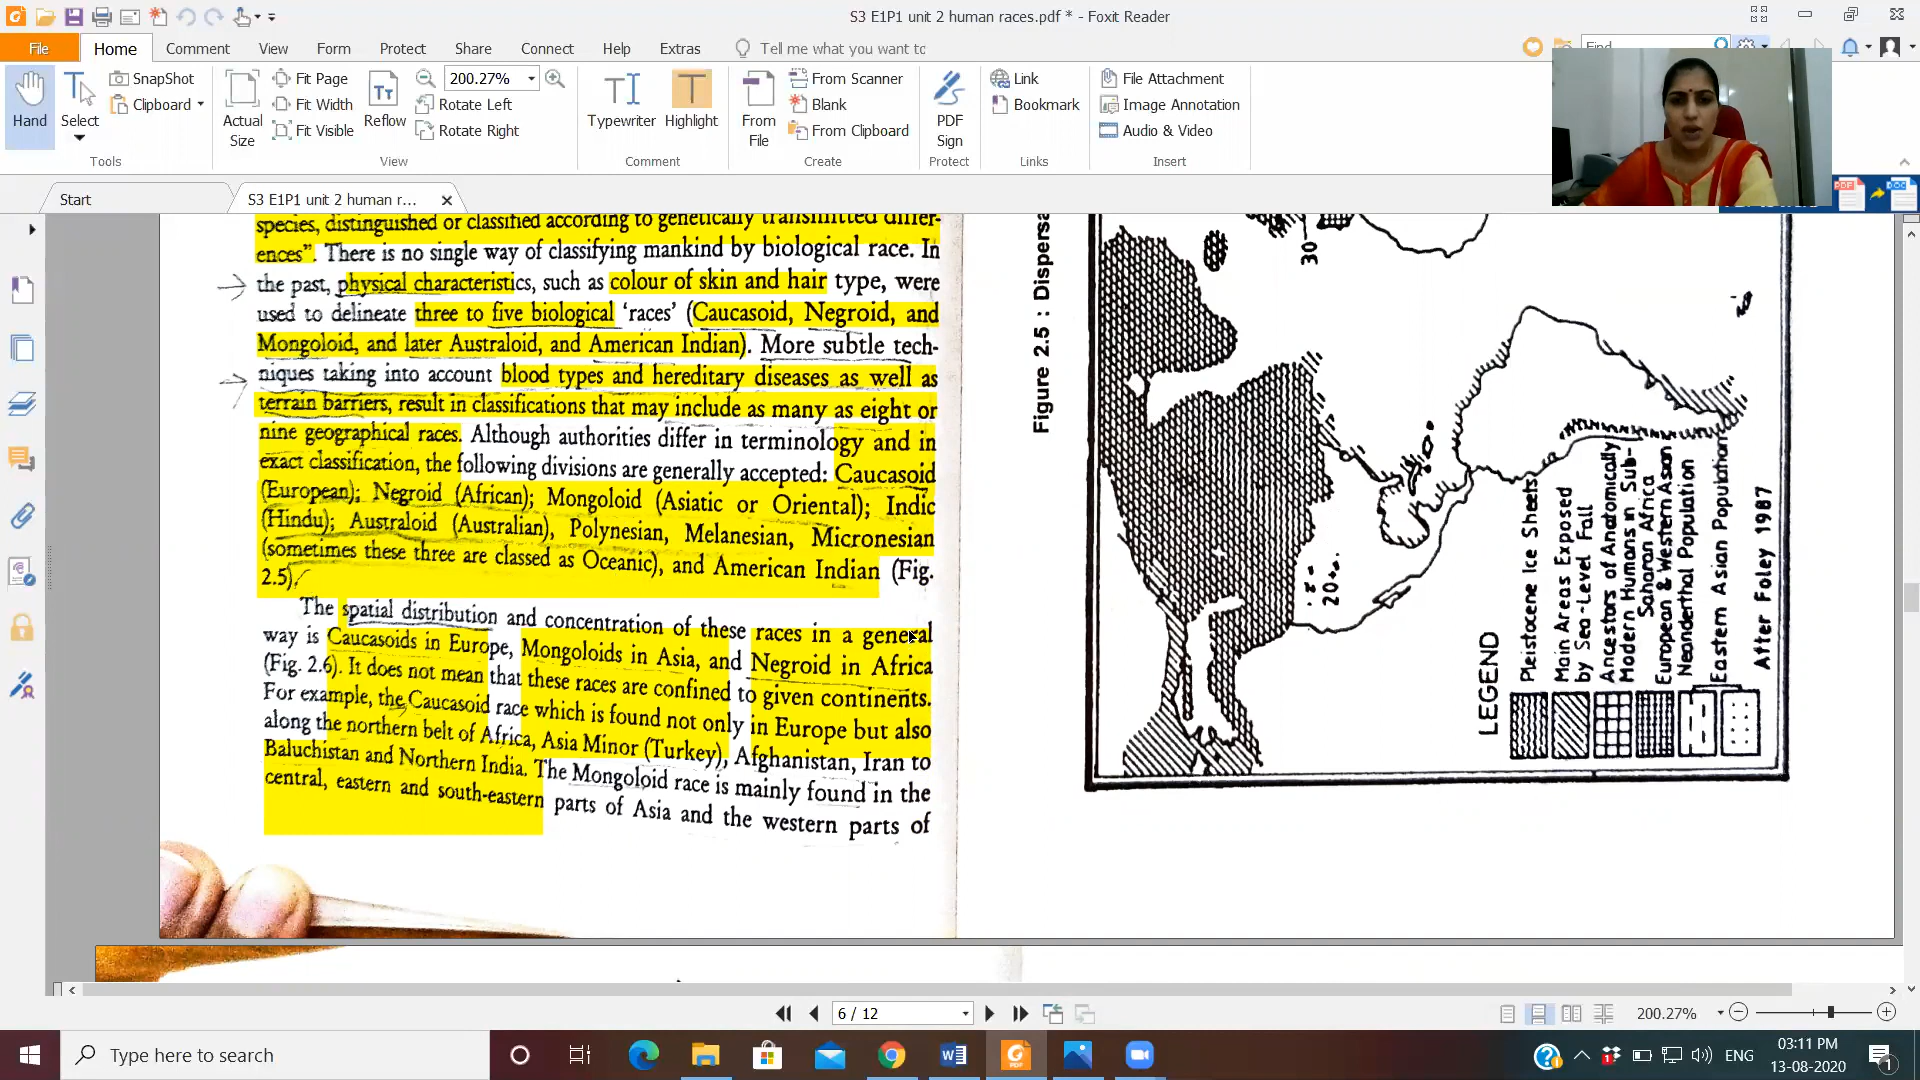 S3 E1P1 unit 2 human races.pdf * - Foxit Reader
File Home Comment View Form Protect Share Connect Help Extras Tell me what you want to Find
Hand
Select
SnapShot
Clipboard
Tools
Actual Size
Fit Page
Fit Width
Fit Visible
Reflow
200.27%
Rotate Left
Rotate Right
View
Typewriter
Highlight
Comment
From File
From Scanner
Blank
From Clipboard
Create
PDF Sign
Protect
Link
Bookmark
Links
File Attachment
Image Annotation
Audio & Video
Insert
Start
S3 E1P1 unit 2 human r...
species, distinguished or classified according to genetically transmitted differ-
ences”. There is no single way of classifying mankind by biological race. In
the past, physical characteristics, such as colour of skin and hair type, were
used to delineate three to five biological ‘races’ (Caucasoid, Negroid, and
Mongoloid, and later Australoid, and American Indian). More subtle tech-
niques taking into account blood types and hereditary diseases as well as
terrain barriers, result in classifications that may include as many as eight or
nine geographical races. Although authorities differ in terminology and in
exact classification, the following divisions are generally accepted: Caucasoid
(European); Negroid (African); Mongoloid (Asiatic or Oriental); Indic
(Hindu); Australoid (Australian), Polynesian, Melanesian, Micronesian
(sometimes these three are classed as Oceanic), and American Indian (Fig.
2.5).
The spatial distribution and concentration of these races in a general
way is Caucasoids in Europe, Mongoloids in Asia, and Negroid in Africa
(Fig. 2.6). It does not mean that these races are confined to given continents.
For example, the Caucasoid race which is found not only in Europe but also
along the northern belt of Africa, Asia Minor (Turkey), Afghanistan, Iran to
Baluchistan and Northern India. The Mongoloid race is mainly found in the
central, eastern and south-eastern parts of Asia and the western parts of
Figure 2.5 : Dispersa
30
20
LEGEND
Pleistocene Ice Sheets
Main Areas Exposed
by Sea-Level Fall
Ancestors of Anatomically
Modern Humans in Sub-
Saharan Africa
European & Western Asian
Neanderthal Population
Eastern Asian Population
After Foley 1987
6 / 12
200.27%
Type here to search
ENG
03:11 PM
13-08-2020
1